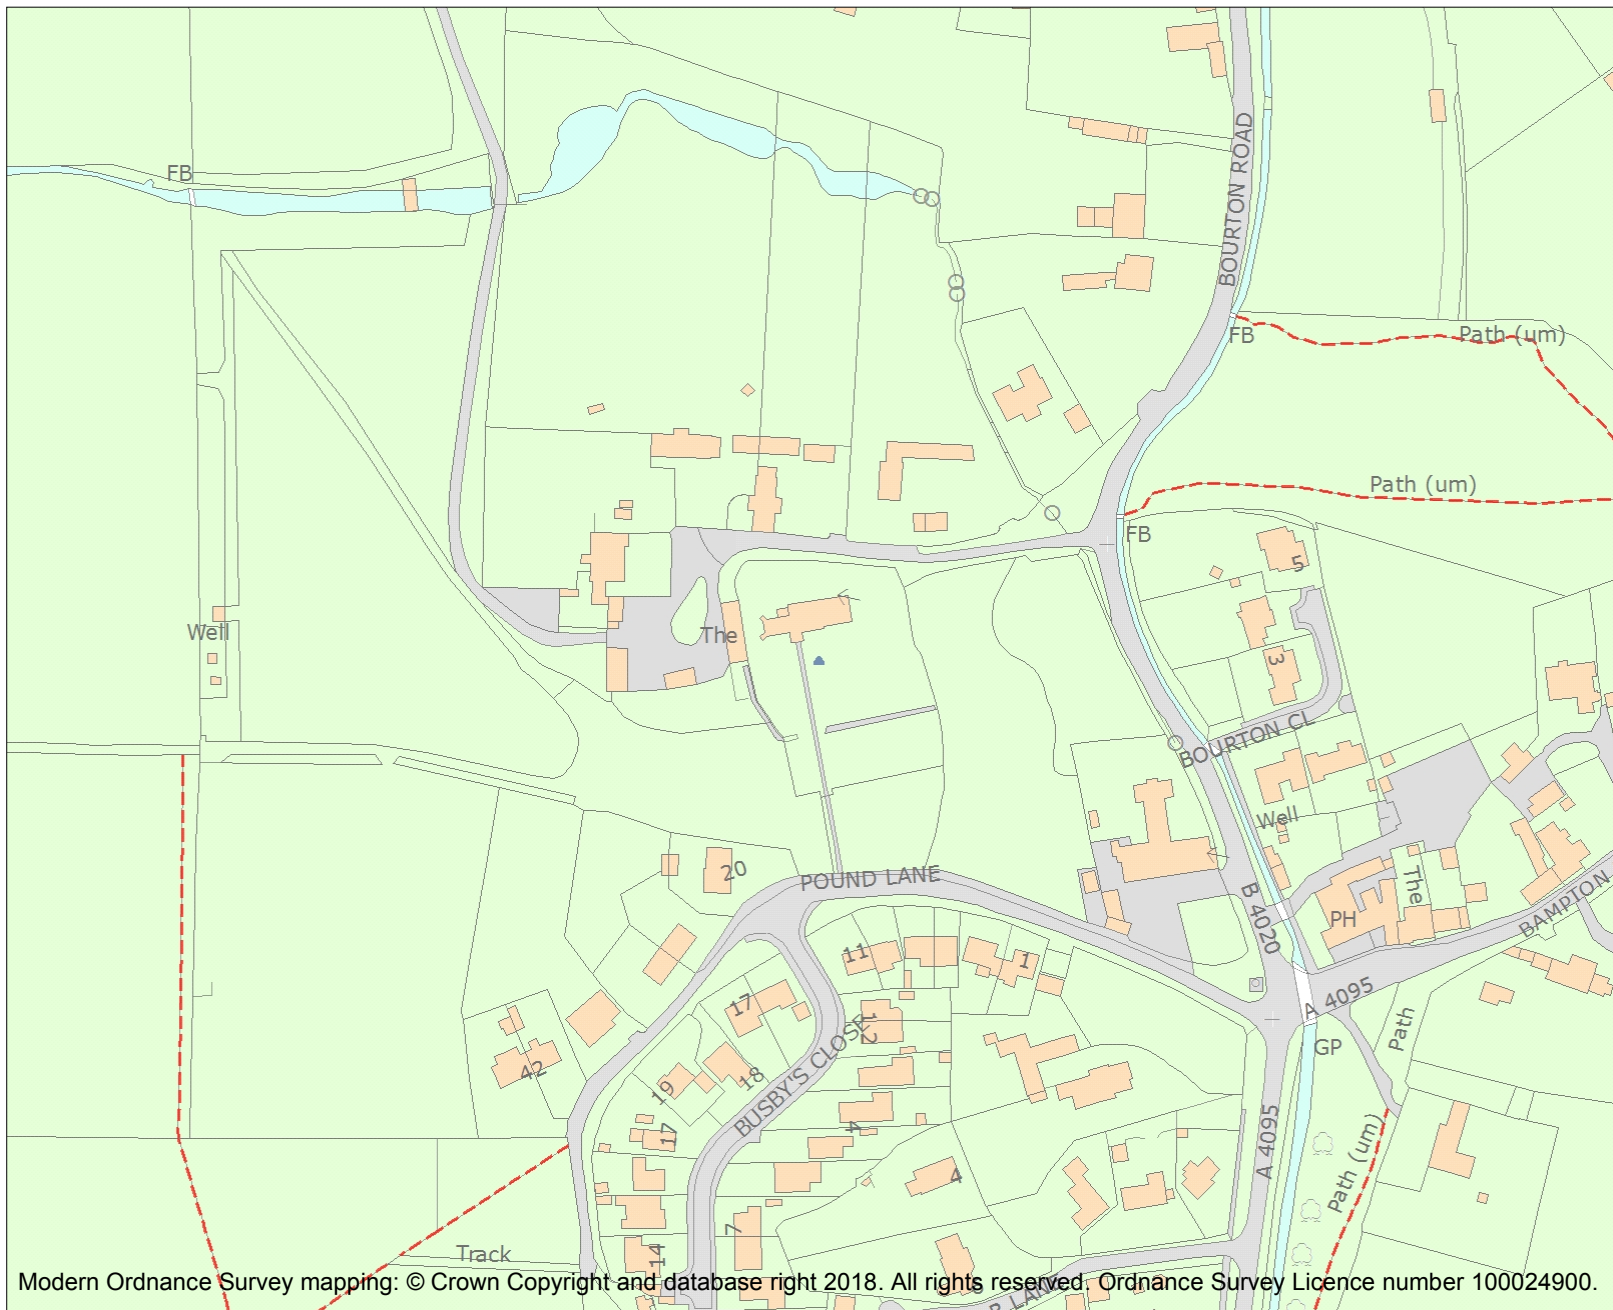 FB
BOURTON ROAD
FB
Path (um)
Path (um)
FB
5
Well
The
3
BOURTON CL
Well
20
POUND LANE
B 4020
PH
The
BAMPTON
11
1
17
A 4095
12
Path
GP
42
18
19
BUSBY'S CLOSE
17
4
A 4095
Path (um)
4
7
Track
14
Modern Ordnance Survey mapping: © Crown Copyright and database right 2018. All rights reserved. Ordnance Survey Licence number 100024900.
LANE